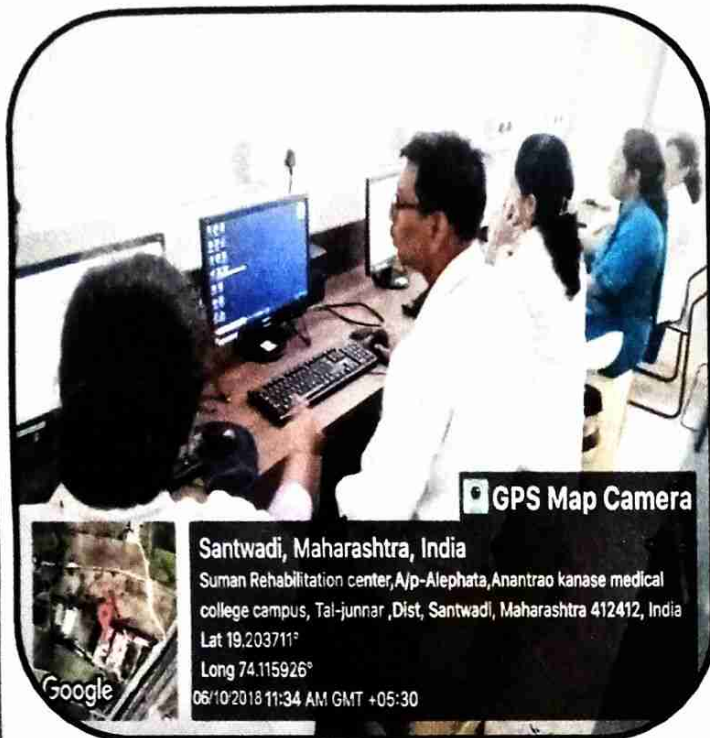 GPS Map Camera
Santwadi, Maharashtra, India
Suman Rehabilitation center,A/p-Alephata,Anantrao kanase medical
college campus, Tal-junnar ,Dist, Santwadi, Maharashtra 412412, India
Lat 19.203711°
Long 74.115926°
06/10/2018 11:34 AM GMT +05:30
Google